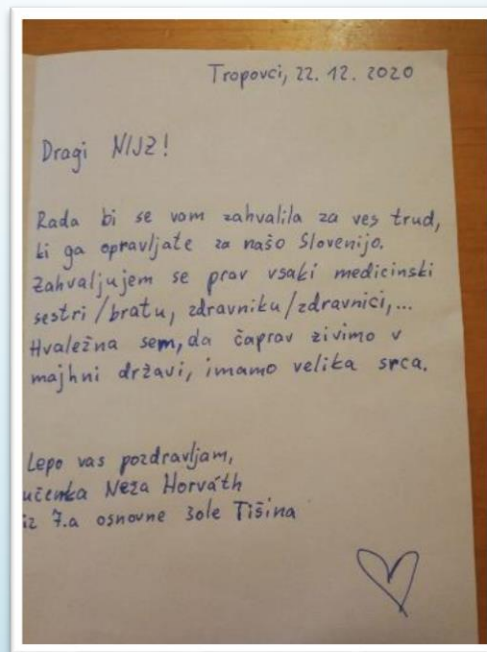 Tropovci, 22. 12. 2020
Dragi NIJZ!
Rada bi se vam zahvalila za ves trud,
ki ga opravljate za našo Slovenijo.
Zahvaljujem se prav vsaki medicinski
sestri/bratu, zdravniku/zdravnici,...
Hvaležna sem, da čaprav živimo v
majhni državi, imamo velika srca.
Lepo vas pozdravljam,
učenka Neža Horváth
iz 7.a osnovne šole Tišina